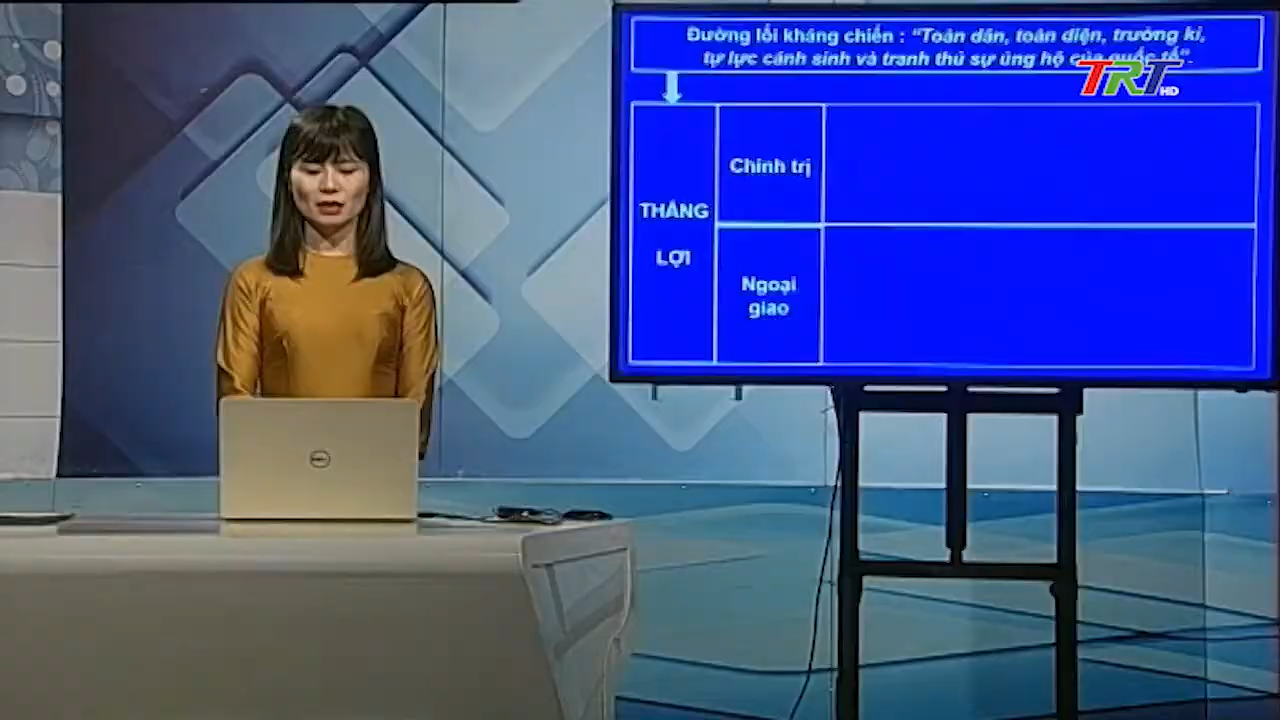 Đường lối kháng chiến : “Toàn dân, toàn diện, trường kì,
tự lực cánh sinh và tranh thủ sự ủng hộ của quốc tế”.
TRT HD
Chính trị
THẮNG
LỢI
Ngoại
giao
DELL